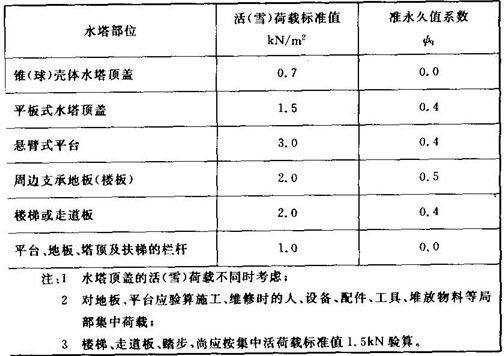 水塔部位 活(雪)荷载标准值 kN/m² 准永久值系数 ψq
锥(球)壳体水塔顶盖 0.7 0.0
平板式水塔顶盖 1.5 0.4
悬臂式平台 3.0 0.4
周边支承地板(楼板) 2.0 0.5
楼梯或走道板 2.0 0.4
平台、地板、塔顶及扶梯的栏杆 1.0 0.0
注:1 水塔顶盖的活(雪)荷载不同时考虑;
2 对地板、平台应验算施工、维修时的人、设备、配件、工具、堆放物料等局
部集中荷载;
3 楼梯、走道板、踏步,尚应按集中活荷载标准值1.5kN验算。